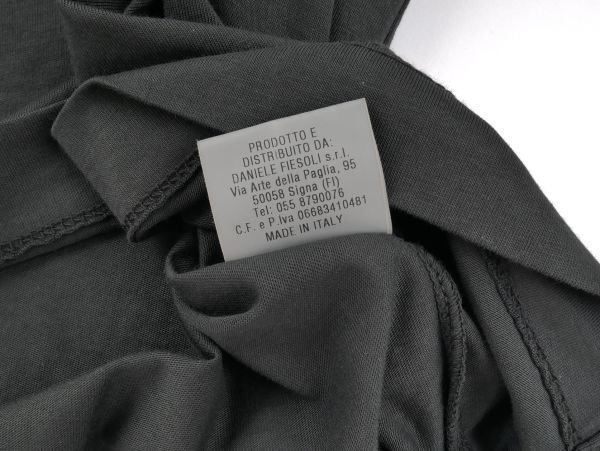 PRODOTTO E
DISTRIBUITO DA:
DANIELE FIESOLI s.r.l.
Via Arte della Paglia, 95
50058 Signa (FI)
Tel: 055 8790076
C.F. e P.Iva 06683410481
MADE IN ITALY